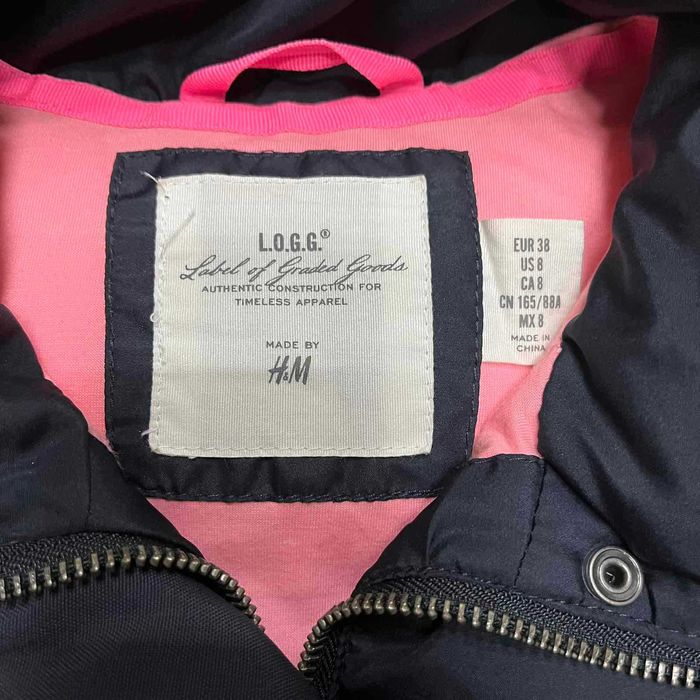 L.O.G.G.®
Label of Graded Goods
AUTHENTIC CONSTRUCTION FOR
TIMELESS APPAREL
MADE BY
H&M
EUR 38
US 8
CA 8
CN 165/88A
MX 8
MADE IN
CHINA